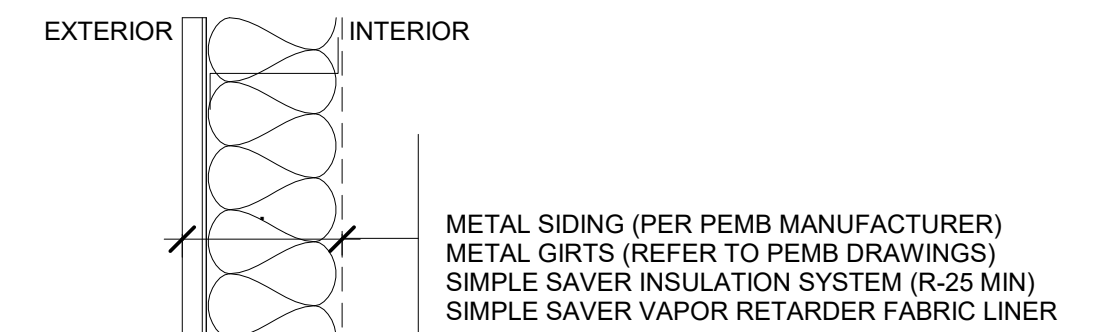 EXTERIOR INTERIOR
METAL SIDING (PER PEMB MANUFACTURER)
METAL GIRTS (REFER TO PEMB DRAWINGS)
SIMPLE SAVER INSULATION SYSTEM (R-25 MIN)
SIMPLE SAVER VAPOR RETARDER FABRIC LINER